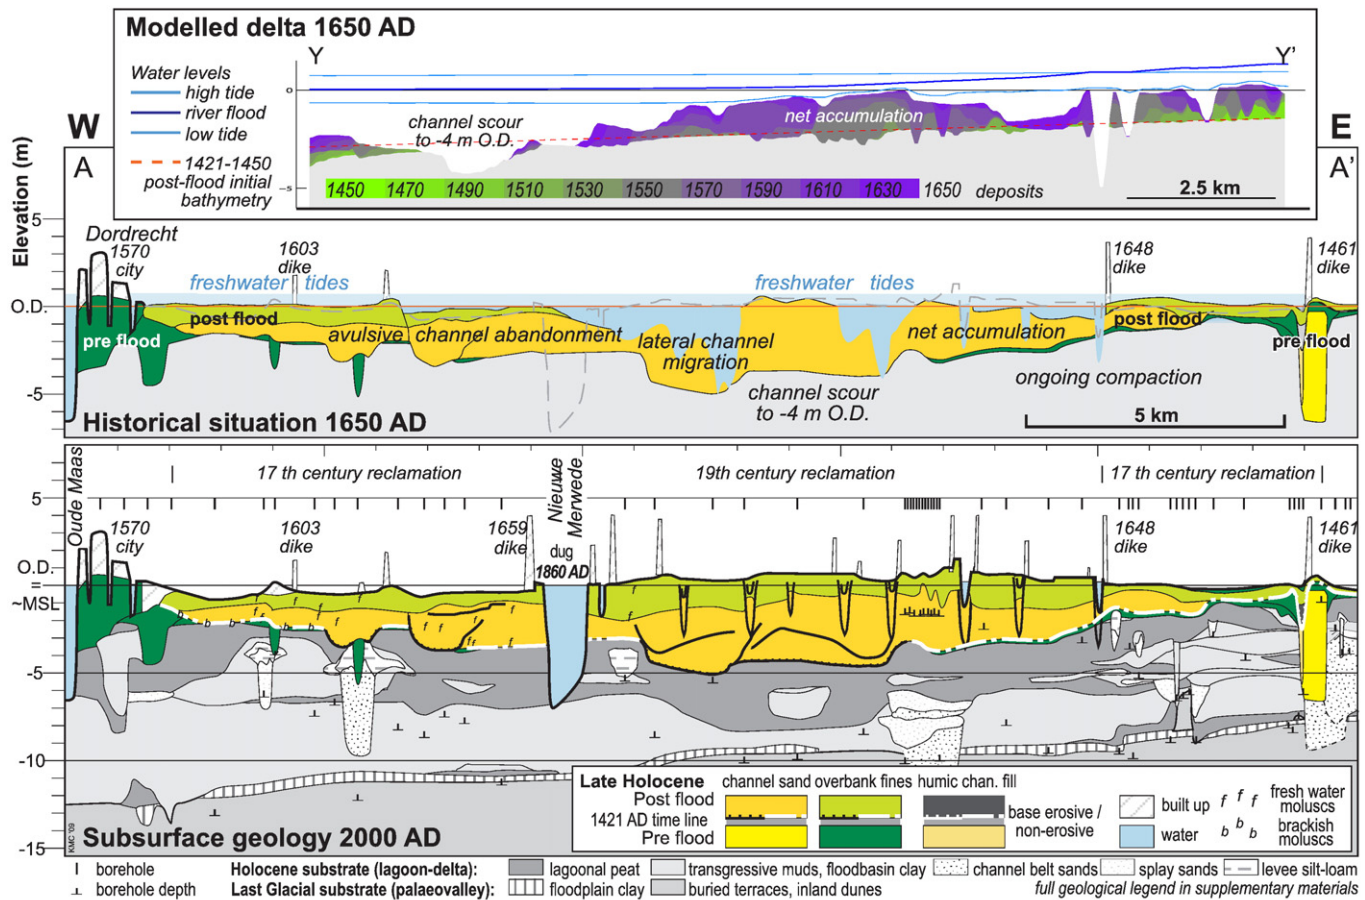 Modelled delta 1650 AD
Y
Y'
Water levels
high tide
river flood
low tide
1421-1450
post-flood initial
bathymetry
0
-5
channel scour
to -4 m O.D.
net accumulation
1450 1470 1490 1510 1530 1550 1570 1590 1610 1630 1650 deposits
2.5 km
W
E
A
A'
Elevation (m)
5
O.D.
-5
Dordrecht
1570
city
1603
dike
1648
dike
1461
dike
freshwater tides
freshwater tides
pre flood
post flood
avulsive
channel abandonment
lateral channel
migration
net accumulation
post flood
pre flood
channel scour
to -4 m O.D.
ongoing compaction
5 km
Historical situation 1650 AD
Oude Maas
17 th century reclamation
Nieuwe
Merwede
19th century reclamation
17 th century reclamation
5
O.D.
=
~MSL
-5
-10
-15
1570
city
1603
dike
1659
dike
dug
1860 AD
1648
dike
1461
dike
f f f f f f f f f f f
b b b b
Subsurface geology 2000 AD
KMC '09
Late Holocene channel sand overbank fines humic chan. fill
Post flood
1421 AD time line
Pre flood
base erosive /
non-erosive
built up
water
f f f fresh water
moluscs
b b b brackish
moluscs
borehole
borehole depth
Holocene substrate (lagoon-delta): lagoonal peat transgressive muds, floodbasin clay channel belt sands splay sands levee silt-loam
Last Glacial substrate (palaeovalley): floodplain clay buried terraces, inland dunes full geological legend in supplementary materials